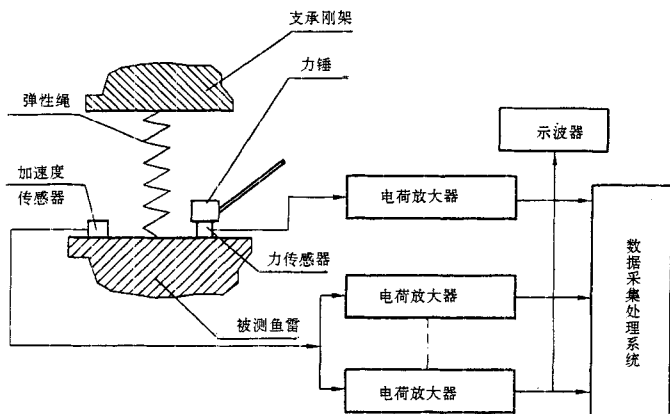 支承刚架
力锤
弹性绳
示波器
加速度
传感器
电荷放大器
力传感器
电荷放大器
被测鱼雷
电荷放大器
数据采集处理系统